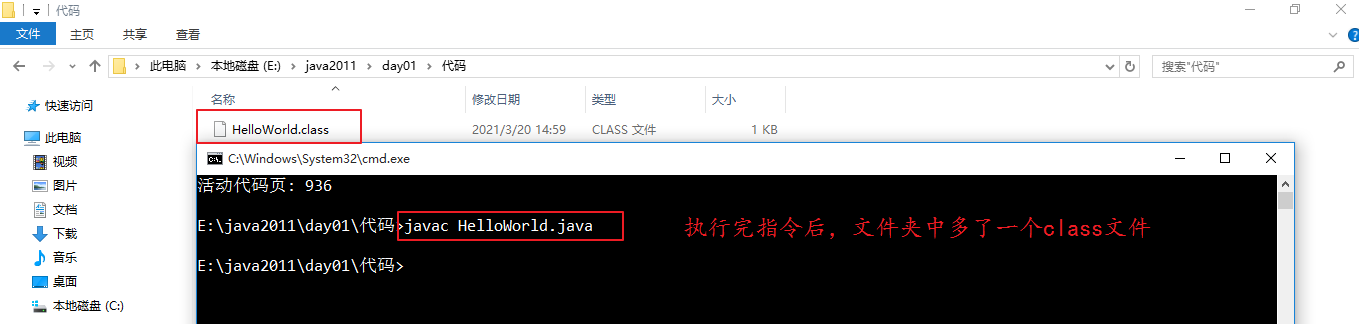 代码
文件 主页 共享 查看
此电脑 本地磁盘 (E:) java2011 day01 代码 搜索"代码"
名称 修改日期 类型 大小
快速访问
HelloWorld.class 2021/3/20 14:59 CLASS 文件 1 KB
此电脑
视频
图片
文档
下载
音乐
桌面
本地磁盘 (C:)
C:\Windows\System32\cmd.exe
活动代码页: 936
E:\java2011\day01\代码>javac HelloWorld.java
执行完指令后，文件夹中多了一个class文件
E:\java2011\day01\代码>